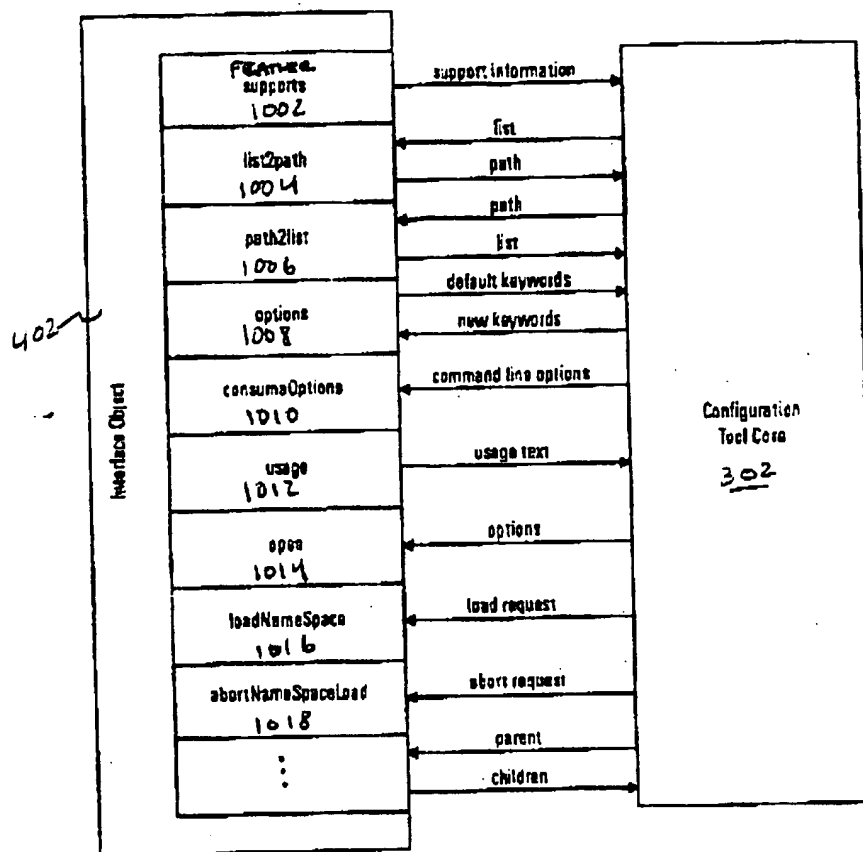 FEATURE
supports
1002
list2path
1004
path2list
1006
options
1008
consumeOptions
1010
usage
1012
open
1014
loadNameSpace
1016
abortNameSpaceLoad
1018
⋮
402
Interface Object
support information
list
path
path
list
default keywords
new keywords
command line options
usage text
options
load request
abort request
parent
children
Configuration
Tool Core
302